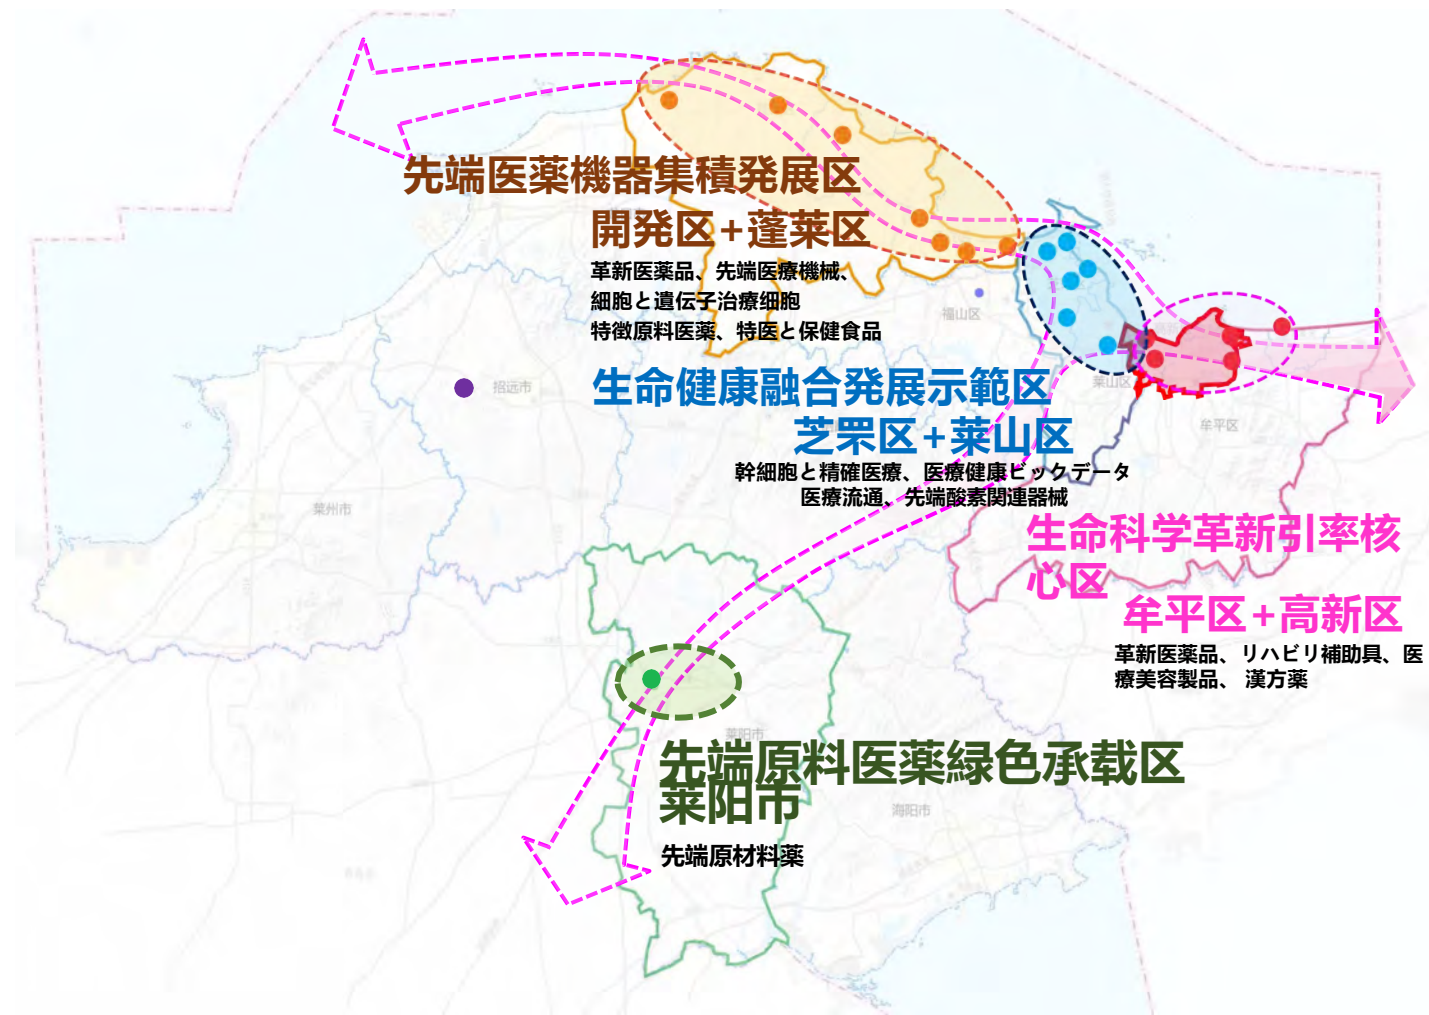 先端医薬機器集積発展区
開発区+蓬莱区
革新医薬品、先端医療機械、
細胞と遺伝子治療细胞
特徴原料医薬、特医と保健食品
福山区
招远市
生命健康融合発展示範区
莱山区
芝罘区+莱山区
牟平区
幹細胞と精確医療、医療健康ビックデータ
医療流通、先端酸素関連器械
莱州市
生命科学革新引率核
心区
牟平区+高新区
革新医薬品、リハビリ補助具、医
療美容製品、 漢方薬
莱阳市
先端原料医薬緑色承载区
莱阳市
海阳市
先端原材料薬